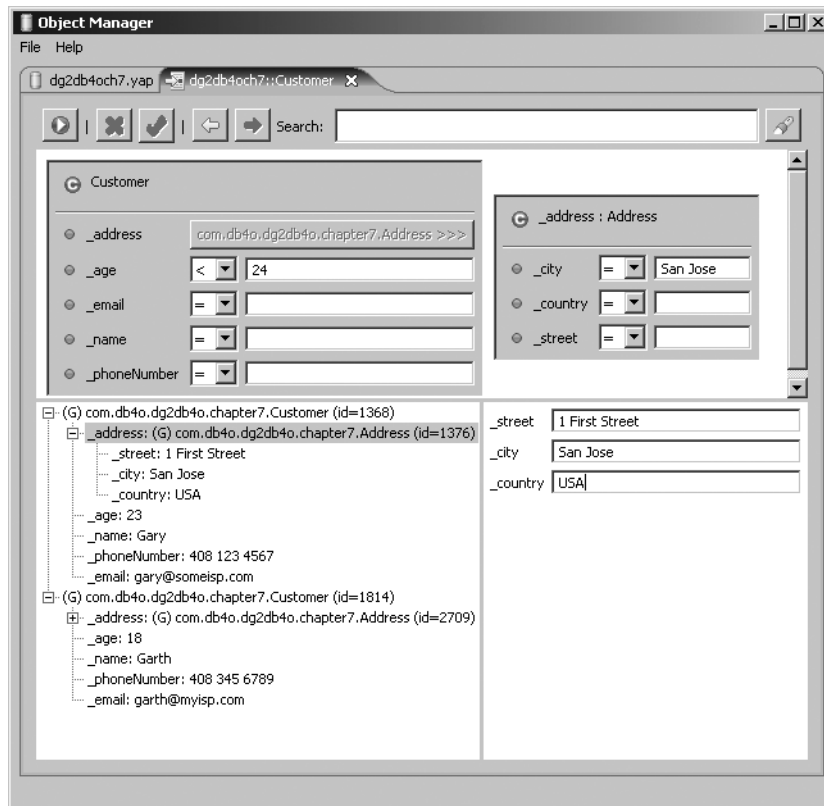 Object Manager
File Help
dg2db4och7.yap dg2db4och7::Customer
Search:
Customer
_address com.db4o.dg2db4o.chapter7.Address >>>
_age < 24
_email =
_name =
_phoneNumber =
_address : Address
_city = San Jose
_country =
_street =
(G) com.db4o.dg2db4o.chapter7.Customer (id=1368)
_address: (G) com.db4o.dg2db4o.chapter7.Address (id=1376)
_street: 1 First Street
_city: San Jose
_country: USA
_age: 23
_name: Gary
_phoneNumber: 408 123 4567
_email: gary@someisp.com
(G) com.db4o.dg2db4o.chapter7.Customer (id=1814)
_address: (G) com.db4o.dg2db4o.chapter7.Address (id=2709)
_age: 18
_name: Garth
_phoneNumber: 408 345 6789
_email: garth@myisp.com
_street 1 First Street
_city San Jose
_country USA